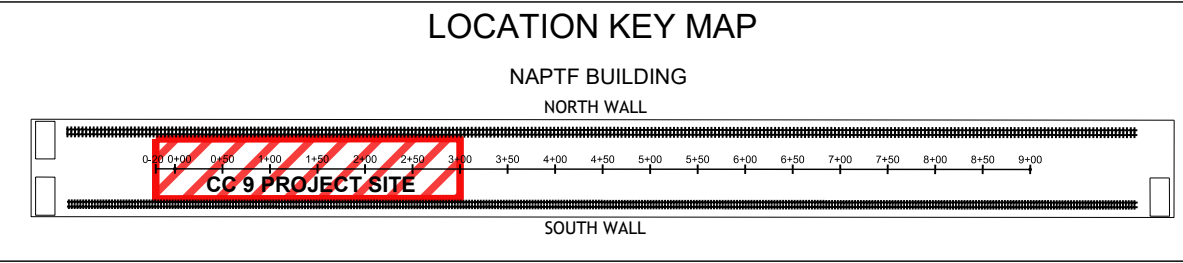 LOCATION KEY MAP
NAPTF BUILDING
NORTH WALL
0-20 0+00 0+50 1+00 1+50 2+00 2+50 3+00 3+50 4+00 4+50 5+00 5+50 6+00 6+50 7+00 7+50 8+00 8+50 9+00
CC 9 PROJECT SITE
SOUTH WALL